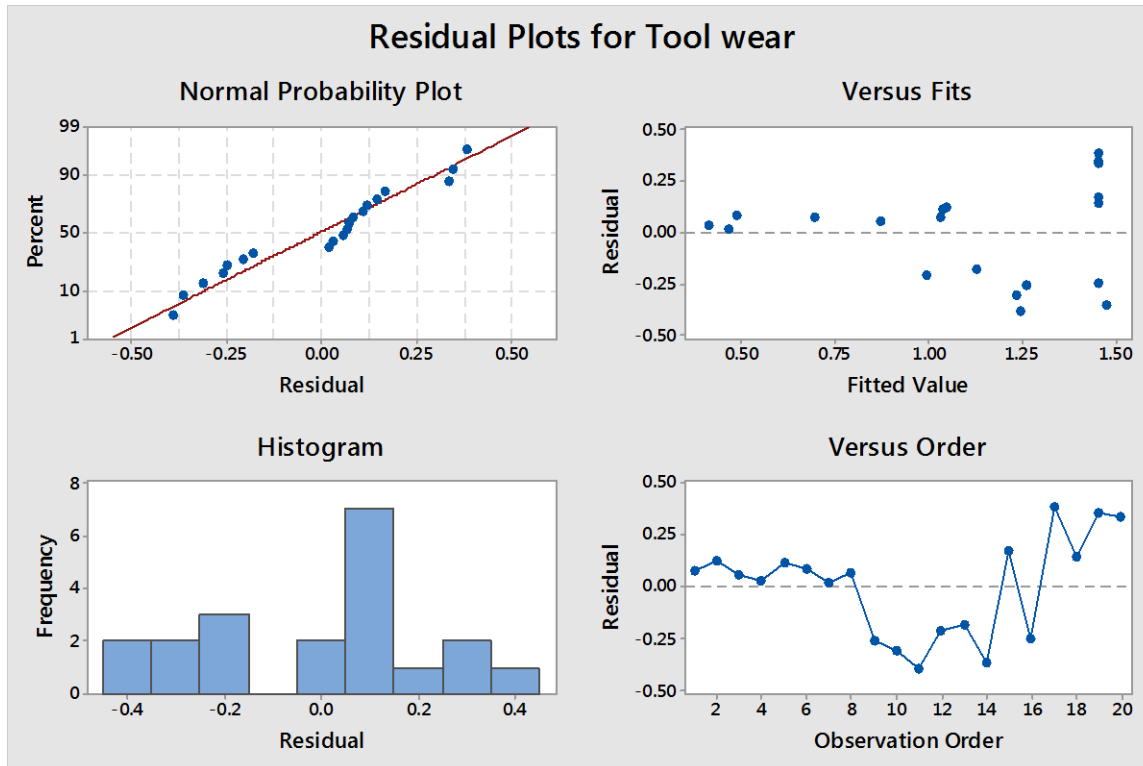 Residual Plots for Tool wear
Normal Probability Plot
99
90
50
10
1
Percent
-0.50 -0.25 0.00 0.25 0.50
Residual
Versus Fits
0.50
0.25
0.00
-0.25
-0.50
Residual
0.50 0.75 1.00 1.25 1.50
Fitted Value
Histogram
8
6
4
2
0
Frequency
-0.4 -0.2 0.0 0.2 0.4
Residual
Versus Order
0.50
0.25
0.00
-0.25
-0.50
Residual
2 4 6 8 10 12 14 16 18 20
Observation Order